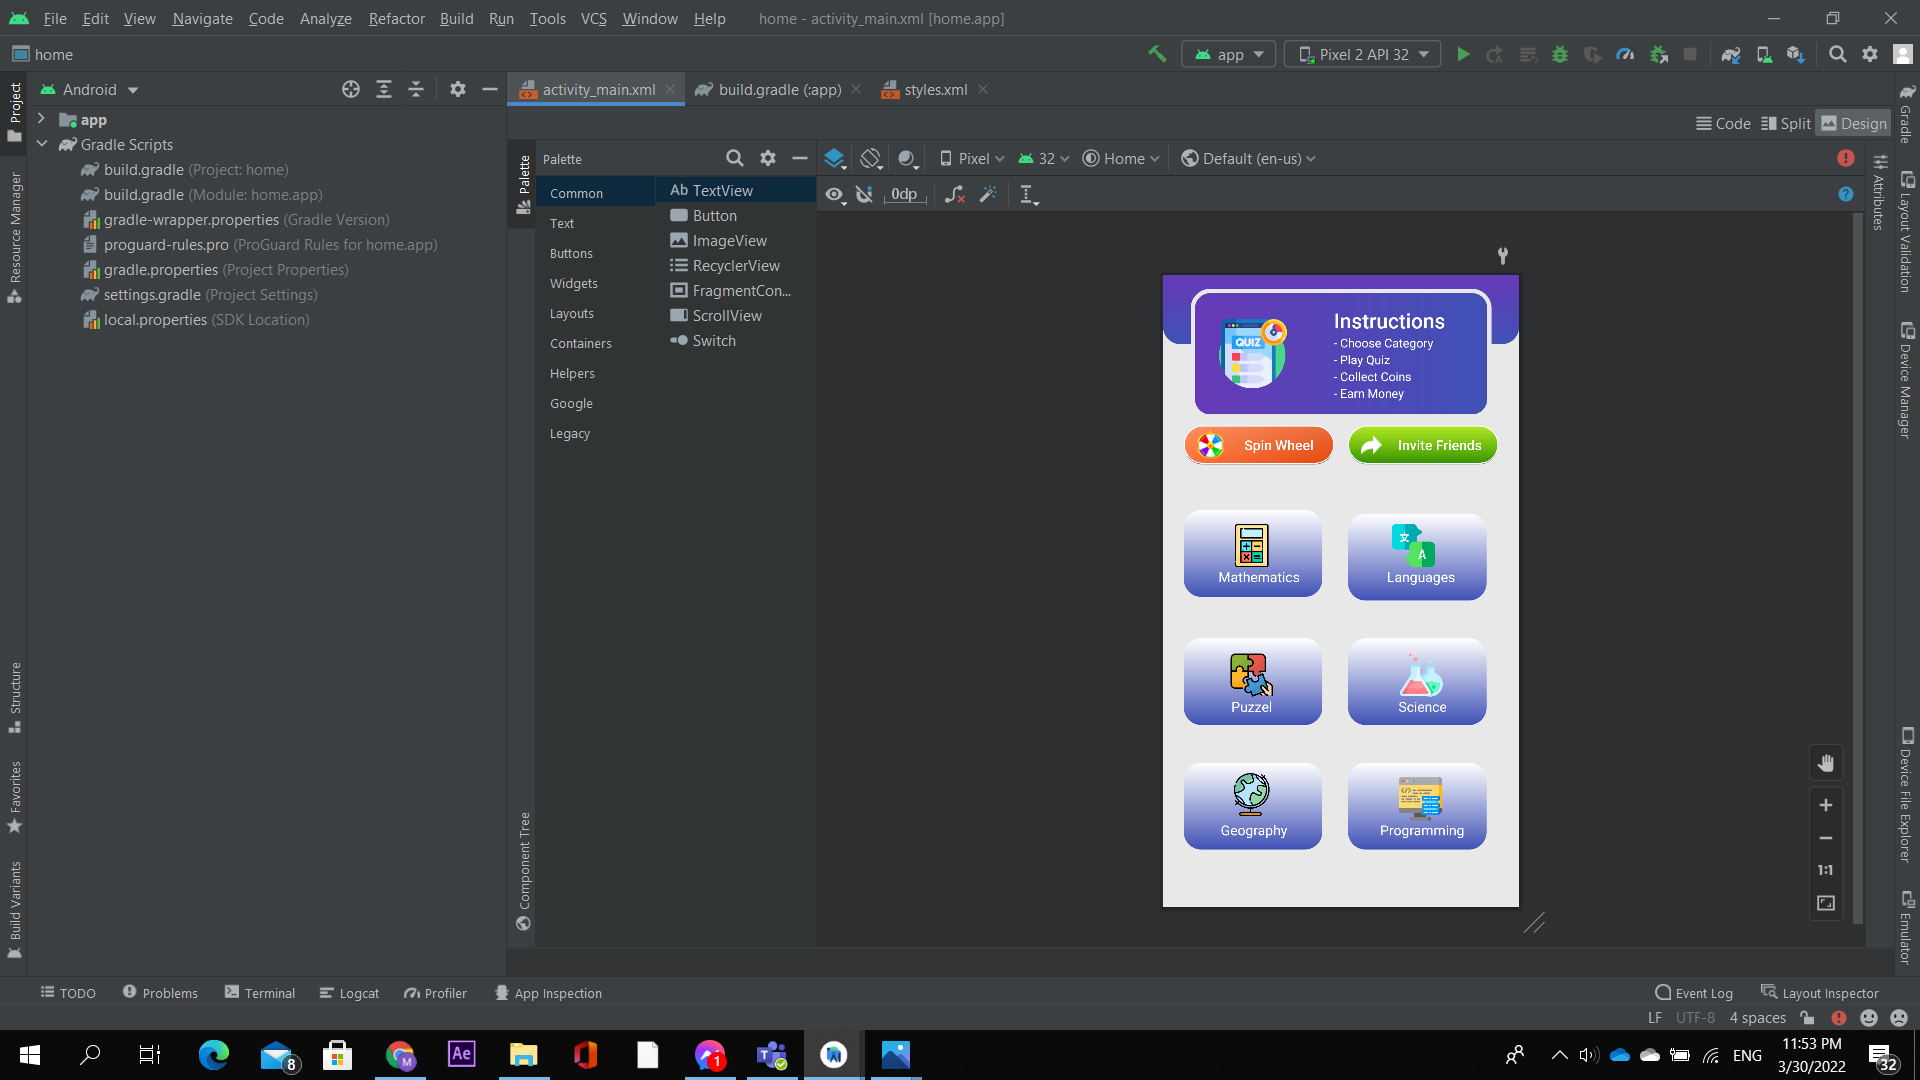 File Edit View Navigate Code Analyze Refactor Build Run Tools VCS Window Help home - activity_main.xml [home.app]
home
app
Pixel 2 API 32
Project
Android
activity_main.xml
build.gradle (:app)
styles.xml
Gradle
app
Gradle Scripts
build.gradle (Project: home)
build.gradle (Module: home.app)
gradle-wrapper.properties (Gradle Version)
proguard-rules.pro (ProGuard Rules for home.app)
gradle.properties (Project Properties)
settings.gradle (Project Settings)
local.properties (SDK Location)
Resource Manager
Structure
Favorites
Build Variants
Code Split Design
Palette
Component Tree
Palette
Common
Text
Buttons
Widgets
Layouts
Containers
Helpers
Google
Legacy
Ab TextView
Button
ImageView
RecyclerView
FragmentCon...
ScrollView
Switch
Pixel
32
Home
Default (en-us)
0dp
QUIZ
Instructions
- Choose Category
- Play Quiz
- Collect Coins
- Earn Money
Spin Wheel
Invite Friends
Mathematics
文
A
Languages
Puzzel
Science
Geography
Programming
1:1
Attributes
Layout Validation
Device Manager
Device File Explorer
Emulator
TODO
Problems
Terminal
Logcat
Profiler
App Inspection
Event Log
Layout Inspector
LF UTF-8 4 spaces
8
M
Ae
1
ENG
11:53 PM
3/30/2022
32